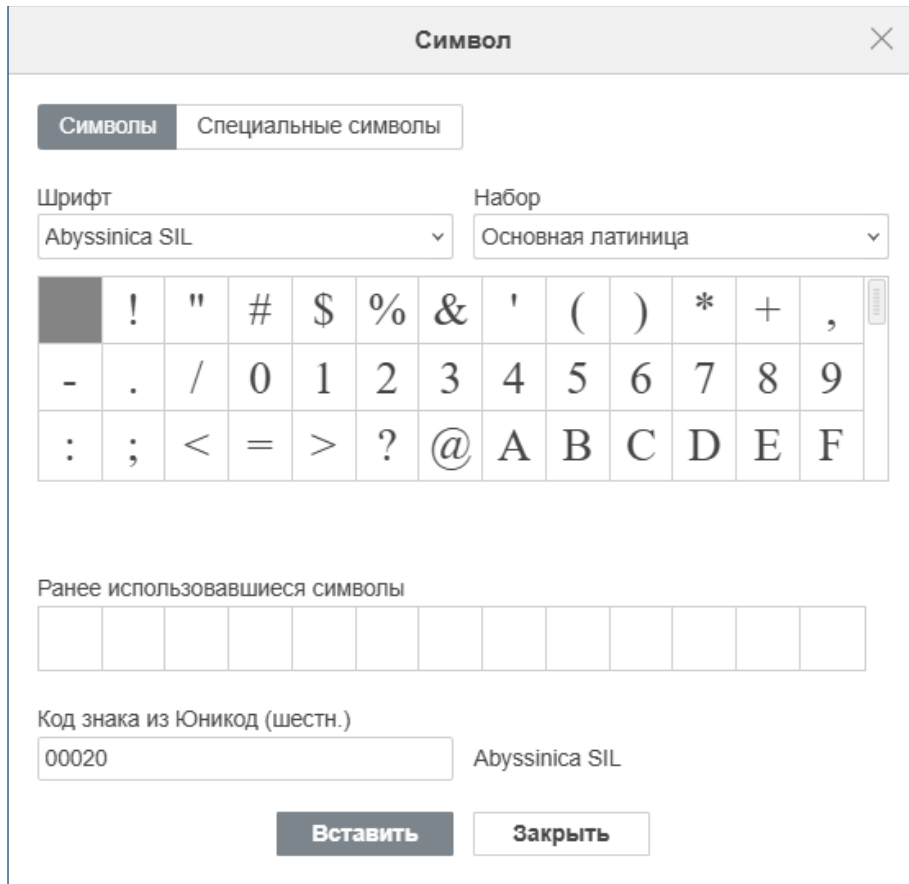 Символ
Символы Специальные символы
Шрифт Набор
Abyssinica SIL Основная латиница
! " # $ % & ' ( ) * + ,
- . / 0 1 2 3 4 5 6 7 8 9
: ; < = > ? @ A B C D E F
Ранее использовавшиеся символы
Код знака из Юникод (шестн.)
00020 Abyssinica SIL
Вставить Закрыть